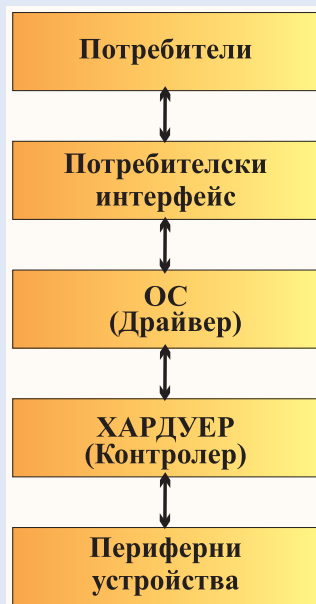 Потребители
Потребителски
интерфейс
ОС
(Драйвер)
ХАРДУЕР
(Контролер)
Периферни
устройства